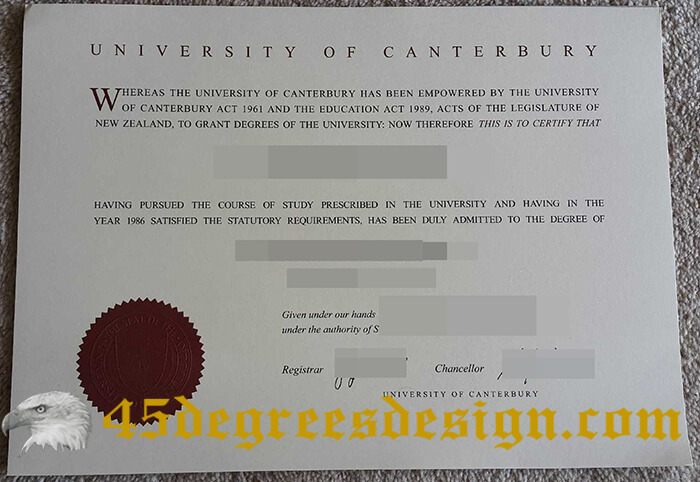 UNIVERSITY OF CANTERBURY
WHEREAS THE UNIVERSITY OF CANTERBURY HAS BEEN EMPOWERED BY THE UNIVERSITY
OF CANTERBURY ACT 1961 AND THE EDUCATION ACT 1989, ACTS OF THE LEGISLATURE OF
NEW ZEALAND, TO GRANT DEGREES OF THE UNIVERSITY: NOW THEREFORE THIS IS TO CERTIFY THAT
HAVING PURSUED THE COURSE OF STUDY PRESCRIBED IN THE UNIVERSITY AND HAVING IN THE
YEAR 1986 SATISFIED THE STATUTORY REQUIREMENTS, HAS BEEN DULY ADMITTED TO THE DEGREE OF
Given under our hands
under the authority of S
Registrar Chancellor
UNIVERSITY OF CANTERBURY
45degreesdesign.com